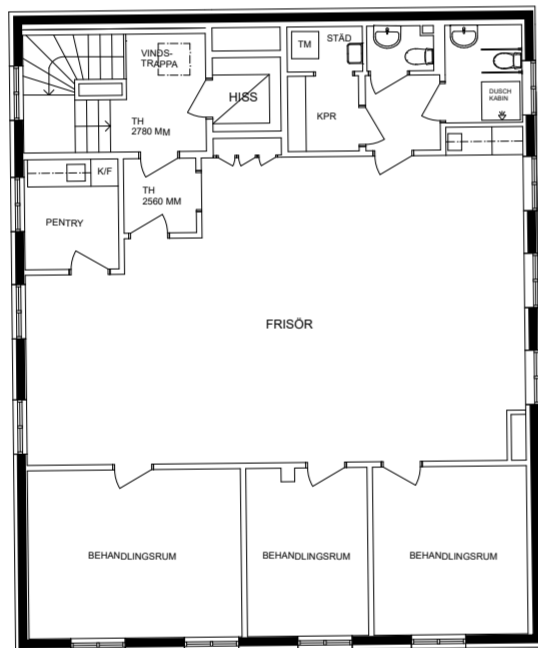 VINDS-
TRAPPA
TM
STÄD
HISS
KPR
DUSCH
KABIN
TH
2780 MM
K/F
TH
2560 MM
PENTRY
FRISÖR
BEHANDLINGSRUM
BEHANDLINGSRUM
BEHANDLINGSRUM